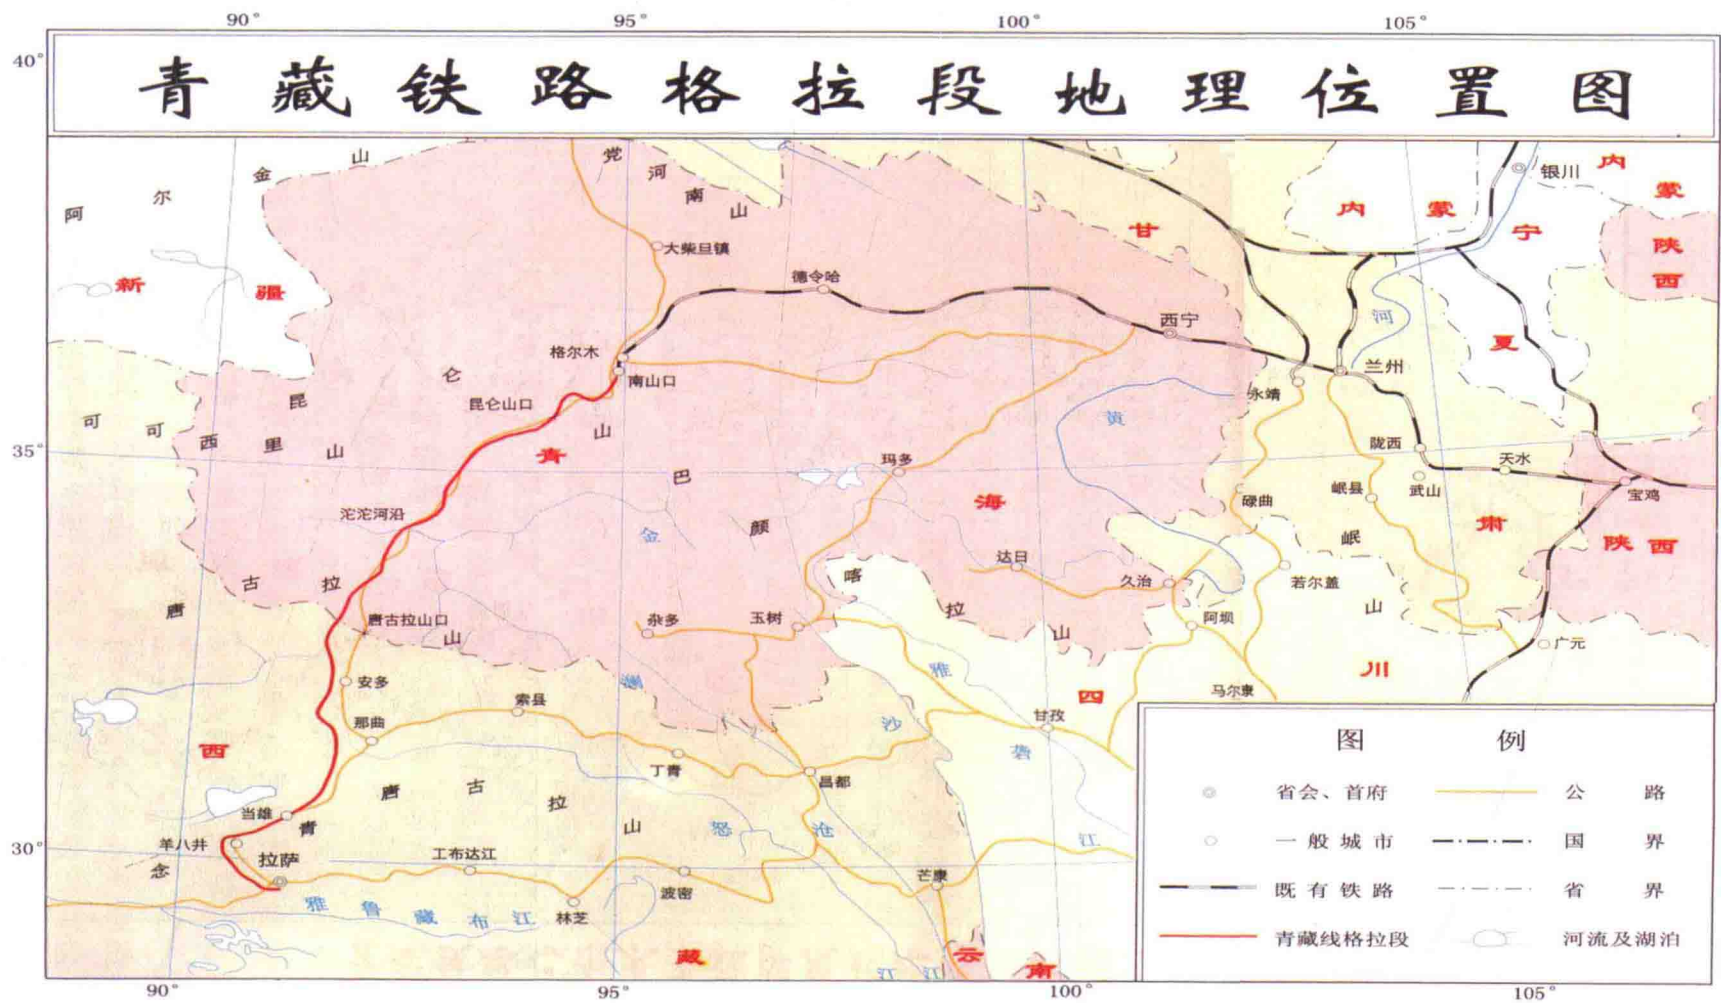 90°
95°
100°
105°
40°
青藏铁路格拉段地理位置图
阿尔金山
党河南山
银川
内蒙
内蒙
甘
宁
陕西
新疆
大柴旦镇
德令哈
西宁
河
夏
格尔木
南山口
兰州
昆仑山口
永靖
黄
可可西里山
昆仑山
青
陇西
天水
35°
玛多
巴颜喀拉山
岷县
武山
宝鸡
碌曲
海
肃
沱沱河沿
金
岷山
陕西
达日
久治
若尔盖
唐古拉山
唐古拉山口
杂多
玉树
阿坝
广元
雅
川
安多
澜
四
马尔康
索县
那曲
沙
甘孜
西
砻
丁青
昌都
唐古拉山
当雄
青
怒
沧
江
30°
羊八井
念
拉萨
工布达江
波密
芒康
雅鲁藏布江
林芝
藏
江
江
云南
图例
省会、首府
公路
一般城市
国界
既有铁路
省界
青藏线格拉段
河流及湖泊
90°
95°
100°
105°